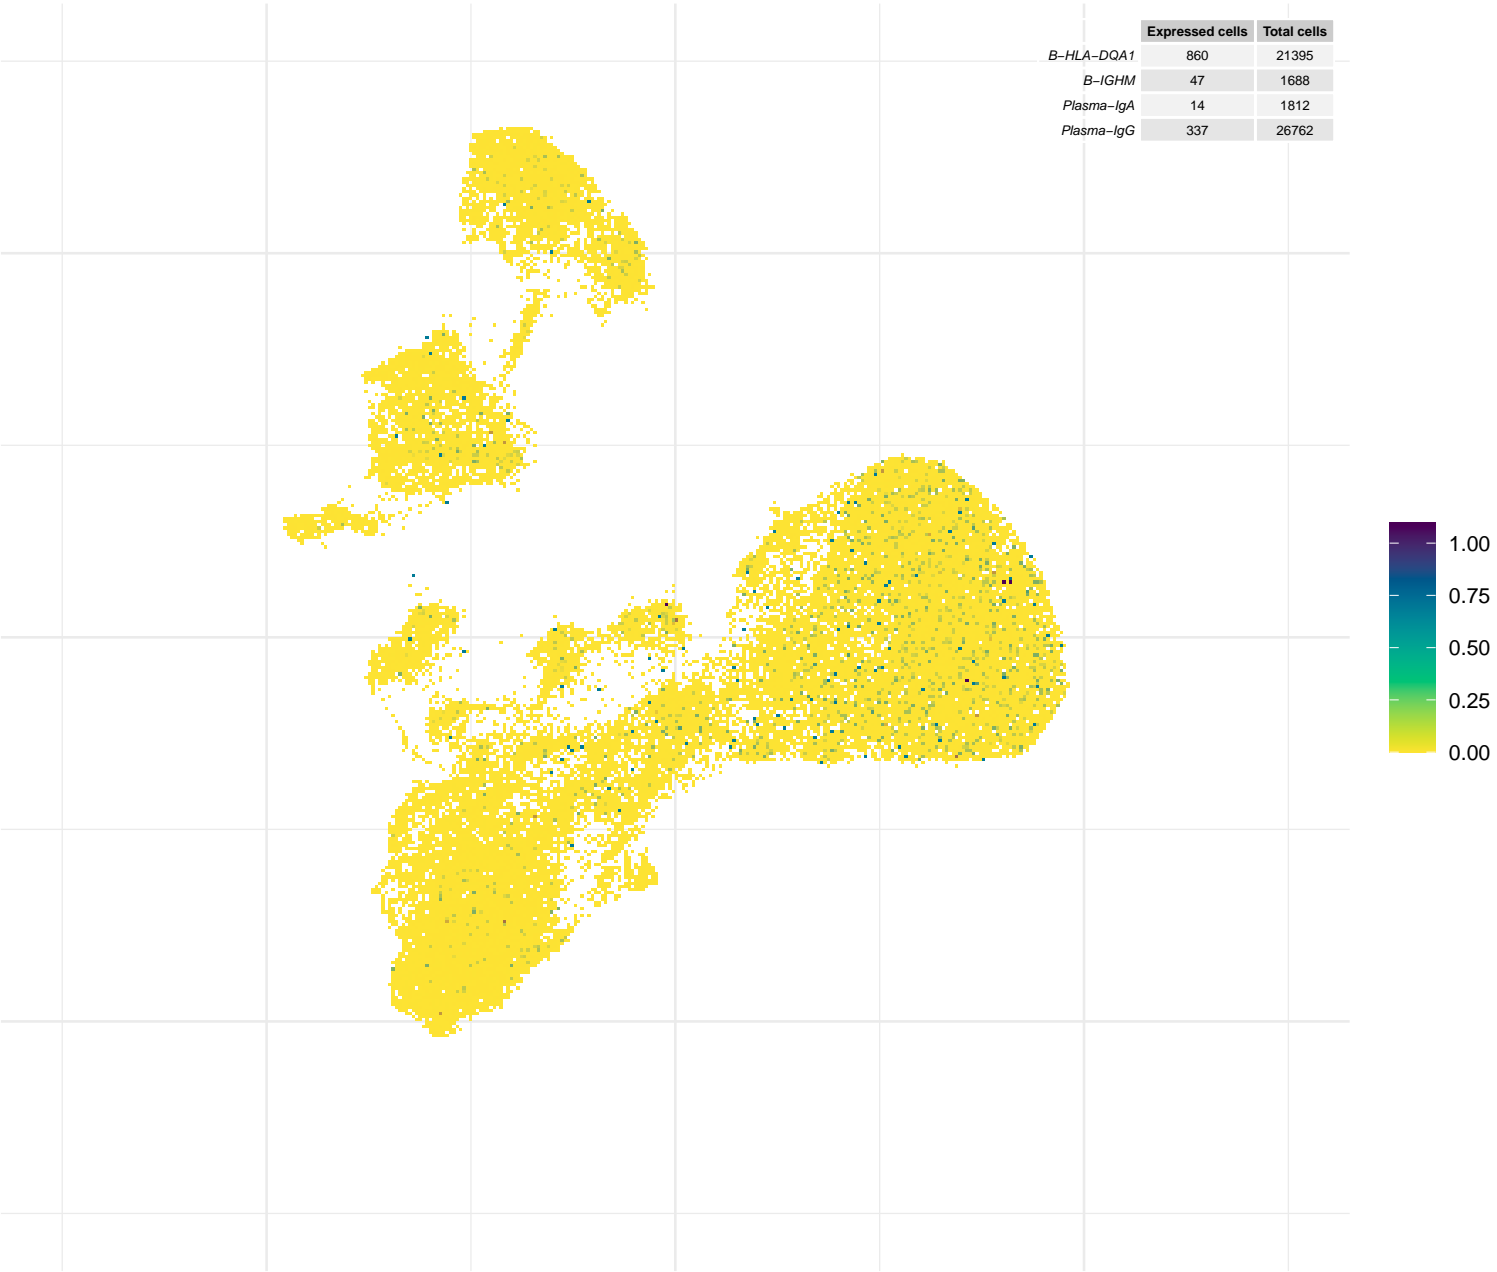 Expressed cells Total cells
B−HLA−DQA1 860 21395
B−IGHM 47 1688
Plasma−IgA 14 1812
Plasma−IgG 337 26762
1.00
0.75
0.50
0.25
0.00